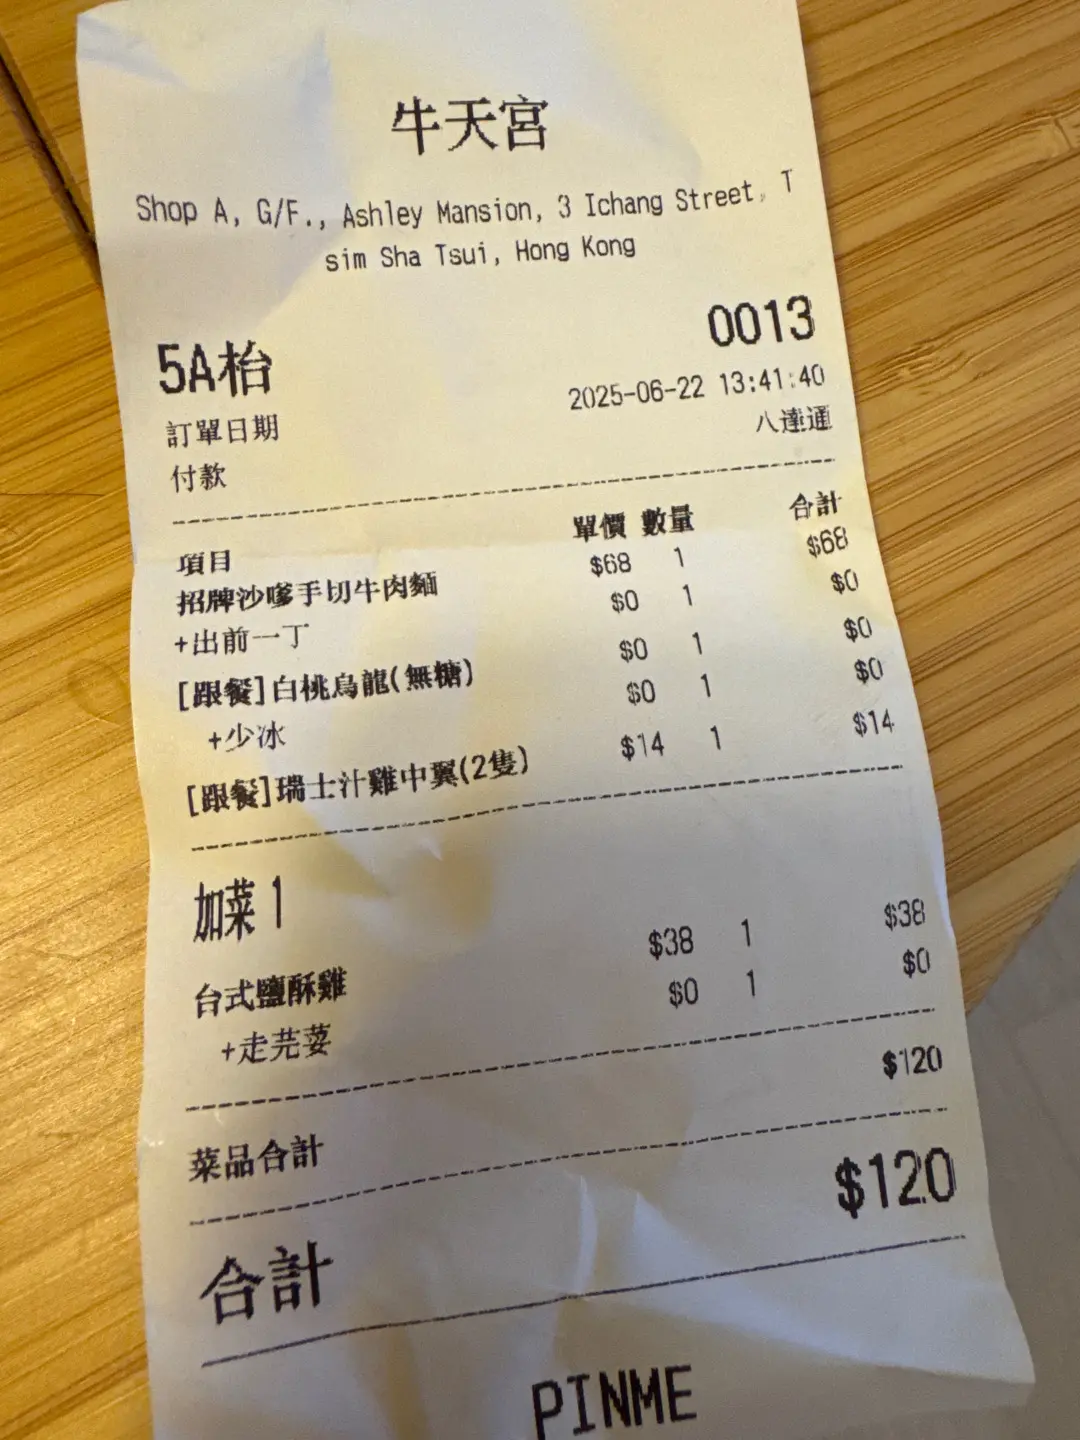 牛天宮
Shop A, G/F., Ashley Mansion, 3 Ichang Street, T
sim Sha Tsui, Hong Kong
5A枱 0013
訂單日期 2025-06-22 13:41:40
付款 八達通
項目 單價 數量 合計
招牌沙嗲手切牛肉麵 $68 1 $68
+出前一丁 $0 1 $0
[跟餐]白桃烏龍(無糖) $0 1 $0
+少冰 $0 1 $0
[跟餐]瑞士汁雞中翼(2隻) $14 1 $14
加菜 1
台式鹽酥雞 $38 1 $38
+走芫荽 $0 1 $0
菜品合計 $120
合計 $120
PINME